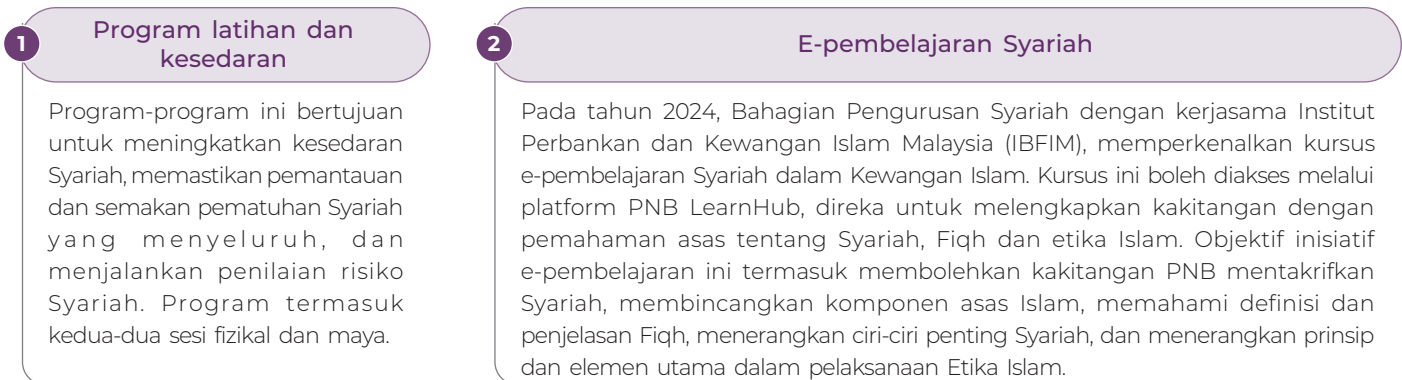 1
Program latihan dan
kesedaran
Program-program ini bertujuan
untuk meningkatkan kesedaran
Syariah, memastikan pemantauan
dan semakan pematuhan Syariah
yang menyeluruh, dan
menjalankan penilaian risiko
Syariah. Program termasuk
kedua-dua sesi fizikal dan maya.
2
E-pembelajaran Syariah
Pada tahun 2024, Bahagian Pengurusan Syariah dengan kerjasama Institut
Perbankan dan Kewangan Islam Malaysia (IBFIM), memperkenalkan kursus
e-pembelajaran Syariah dalam Kewangan Islam. Kursus ini boleh diakses melalui
platform PNB LearnHub, direka untuk melengkapkan kakitangan dengan
pemahaman asas tentang Syariah, Fiqh dan etika Islam. Objektif inisiatif
e-pembelajaran ini termasuk membolehkan kakitangan PNB mentakrifkan
Syariah, membincangkan komponen asas Islam, memahami definisi dan
penjelasan Fiqh, menerangkan ciri-ciri penting Syariah, dan menerangkan prinsip
dan elemen utama dalam pelaksanaan Etika Islam.